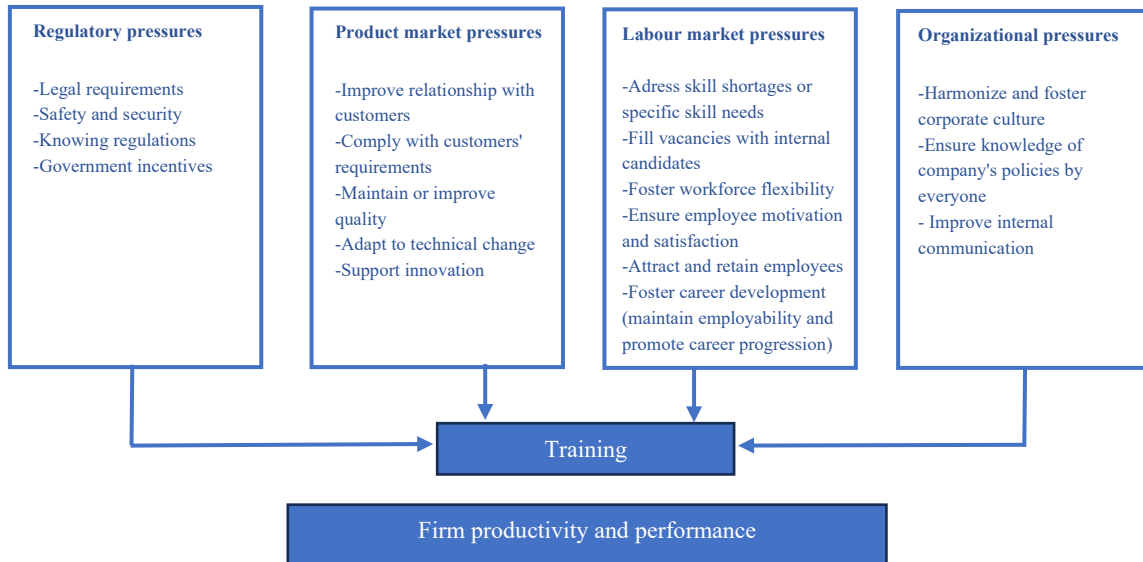 Regulatory pressures
-Legal requirements
-Safety and security
-Knowing regulations
-Government incentives
Product market pressures
-Improve relationship with
customers
-Comply with customers'
requirements
-Maintain or improve
quality
-Adapt to technical change
-Support innovation
Labour market pressures
-Adress skill shortages or
specific skill needs
-Fill vacancies with internal
candidates
-Foster workforce flexibility
-Ensure employee motivation
and satisfaction
-Attract and retain employees
-Foster career development
(maintain employability and
promote career progression)
Organizational pressures
-Harmonize and foster
corporate culture
-Ensure knowledge of
company's policies by
everyone
- Improve internal
communication
Training
Firm productivity and performance